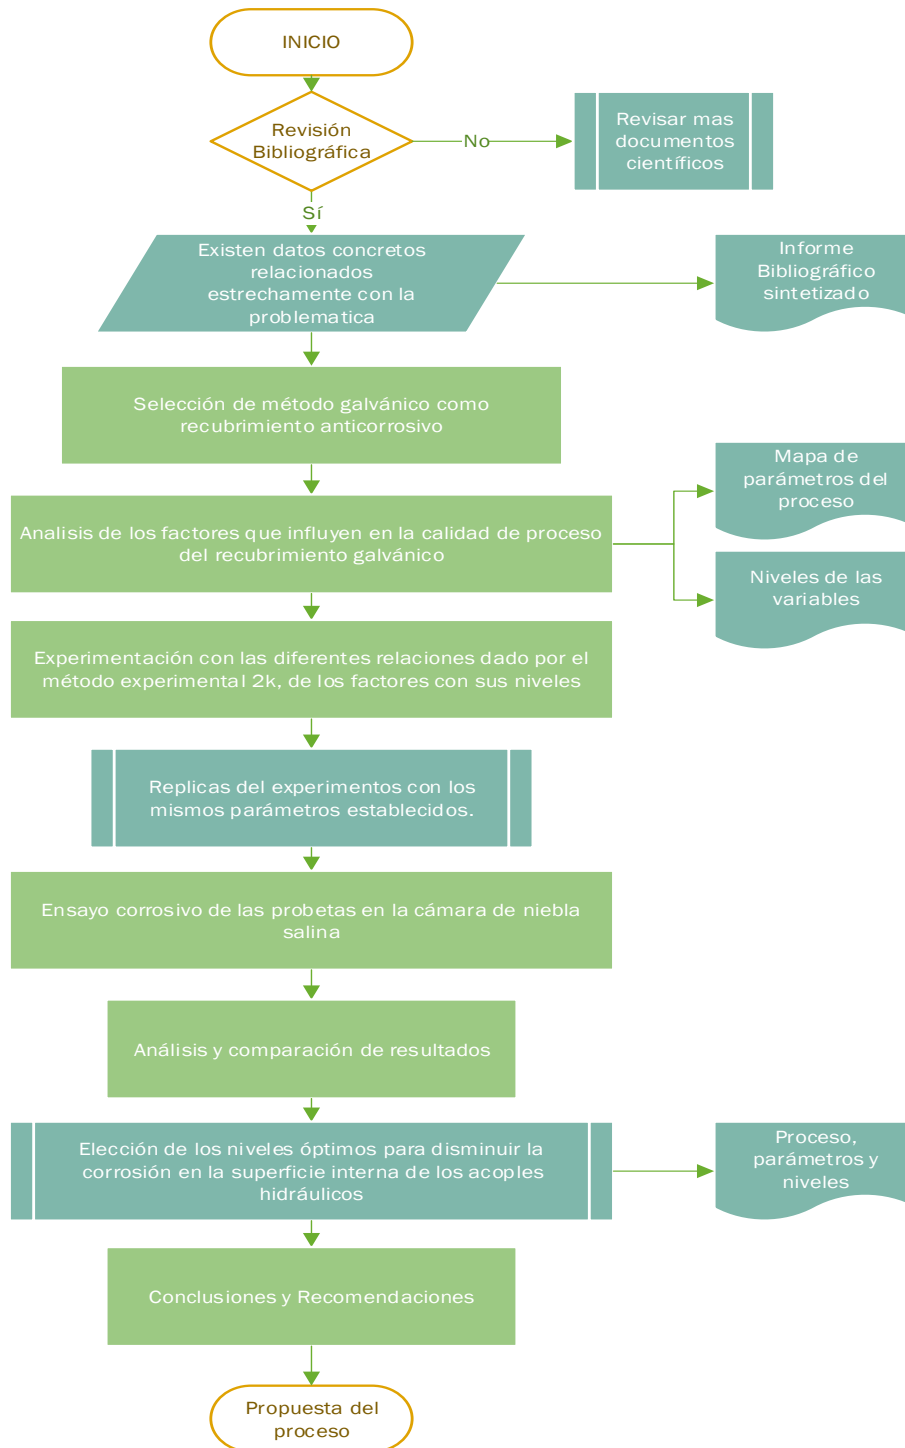 INICIO
Revisión
Bibliográfica
No
Revisar mas
documentos
científicos
Sí
Existen datos concretos
relacionados
estrechamente con la
problematica
Informe
Bibliográfico
sintetizado
Selección de método galvánico como
recubrimiento anticorrosivo
Mapa de
parámetros del
proceso
Analisis de los factores que influyen en la calidad de proceso
del recubrimiento galvánico
Niveles de las
variables
Experimentación con las diferentes relaciones dado por el
método experimental 2k, de los factores con sus niveles
Replicas del experimentos con los
mismos parámetros establecidos.
Ensayo corrosivo de las probetas en la cámara de niebla
salina
Análisis y comparación de resultados
Elección de los niveles óptimos para disminuir la
corrosión en la superficie interna de los acoples
hidráulicos
Proceso,
parámetros y
niveles
Conclusiones y Recomendaciones
Propuesta del
proceso